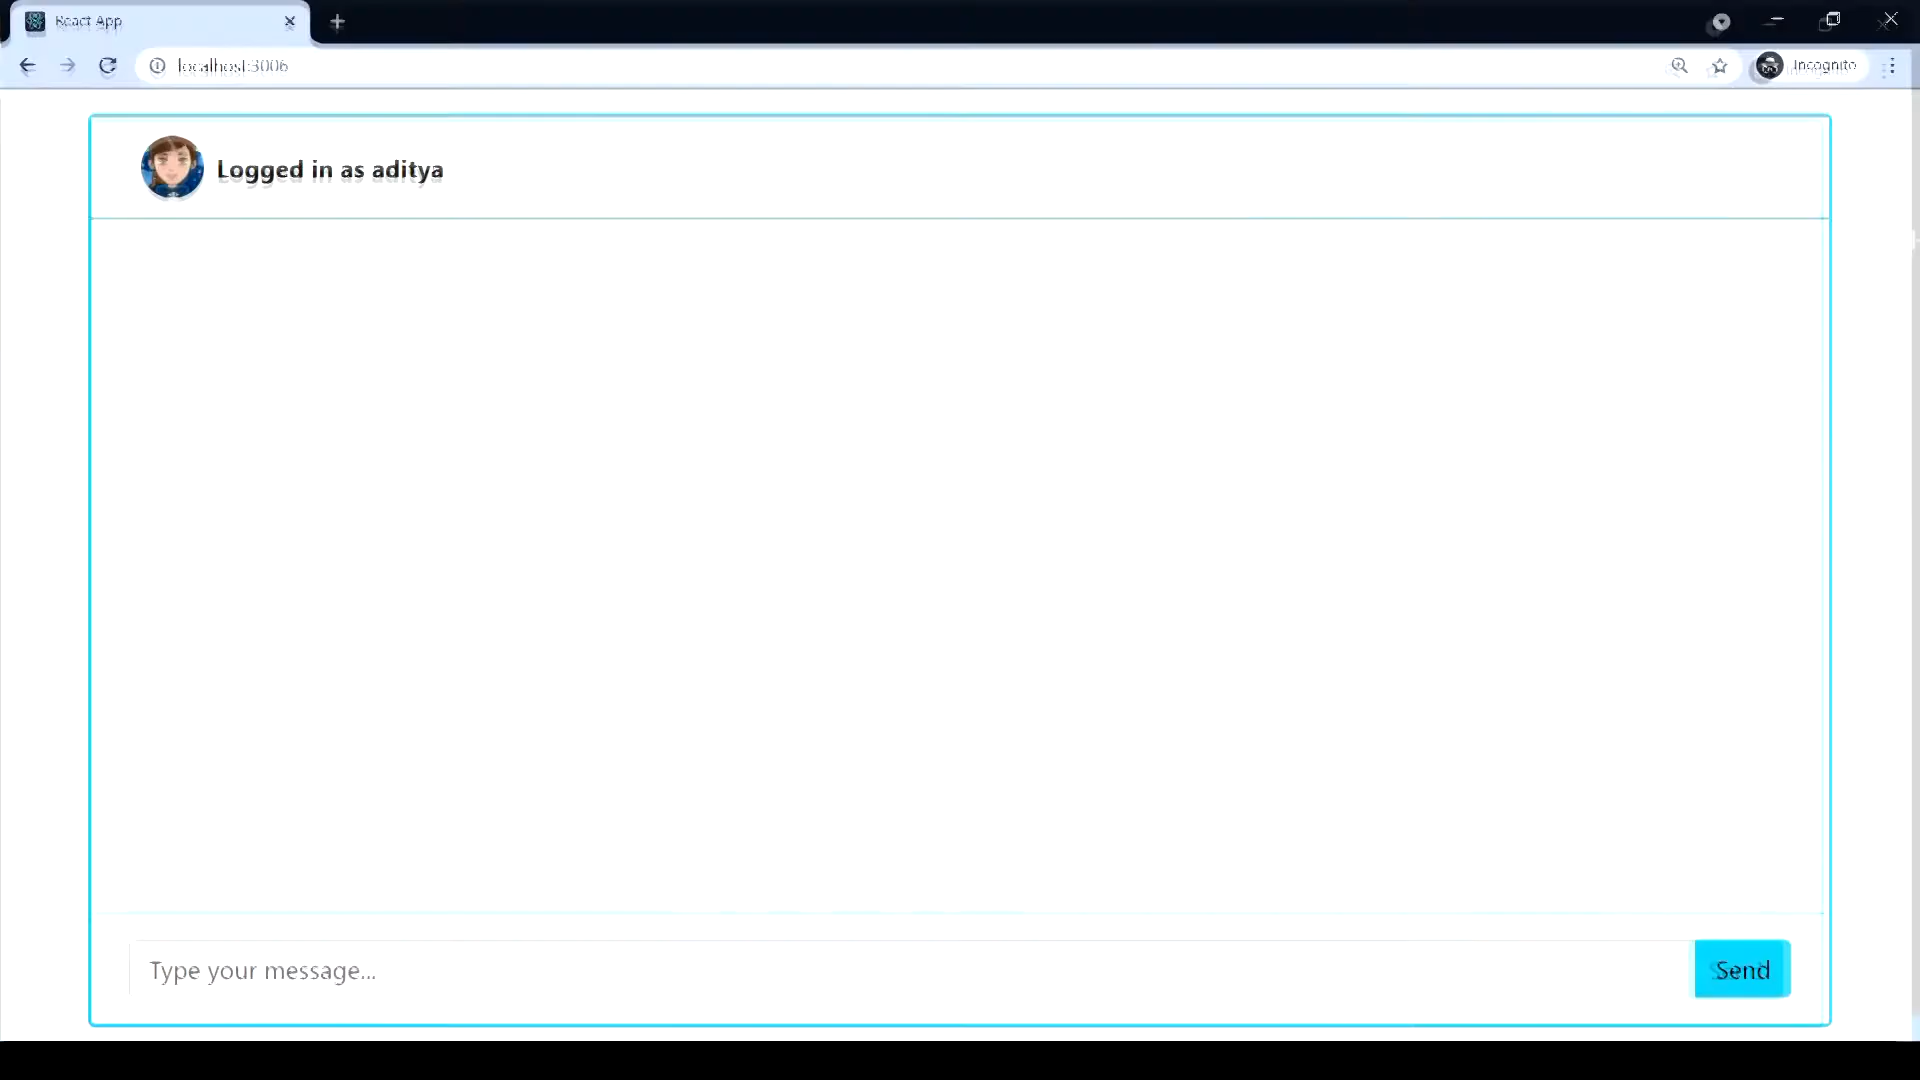 React App
localhost:3006
Incognito
Logged in as aditya
Type your message...
Send